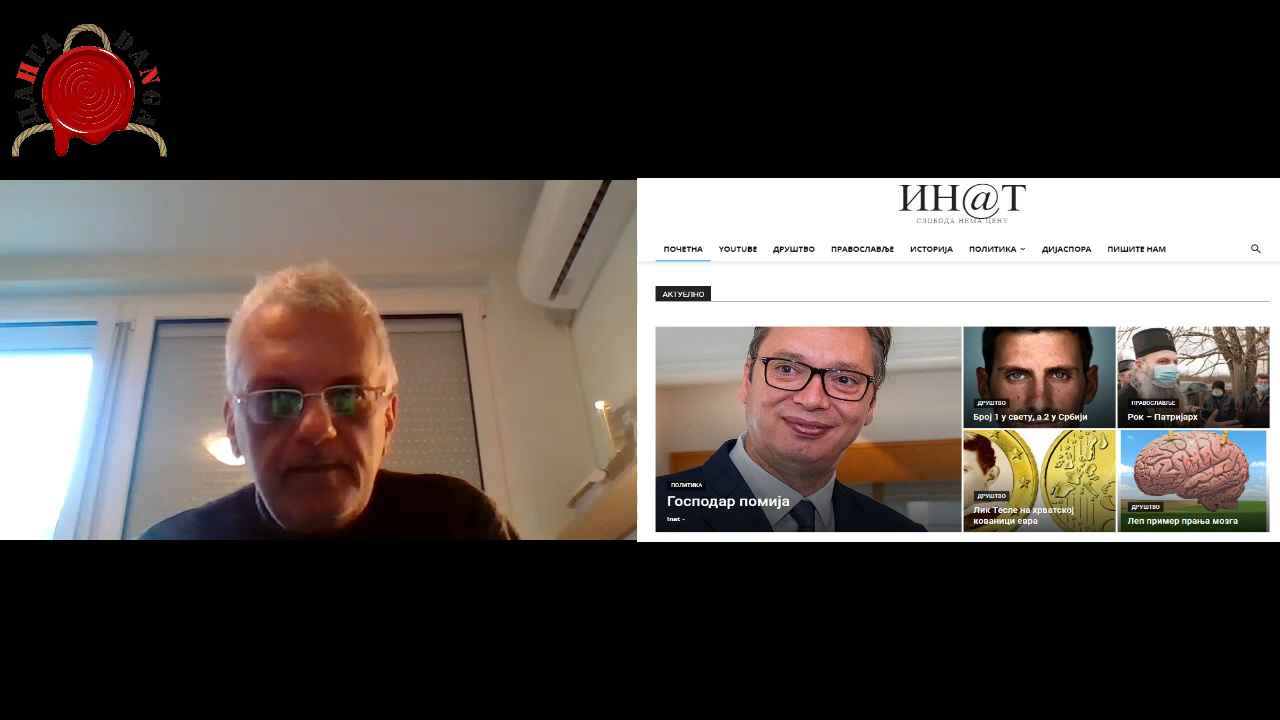 ДАНГА DANGA
ИН@Т
СЛОБОДА НЕМА ЦЕНУ
ПОЧЕТНА YOUTUBE ДРУШТВО ПРАВОСЛАВЉЕ ИСТОРИЈА ПОЛИТИКА ДИЈАСПОРА ПИШИТЕ НАМ
АКТУЕЛНО
ПОЛИТИКА
Господар помија
Inat -
ДРУШТВО
Број 1 у свету, а 2 у Србији
ПРАВОСЛАВЉЕ
Рок – Патријарх
ДРУШТВО
Лик Тесле на хрватској
кованици евра
ДРУШТВО
Леп пример прања мозга